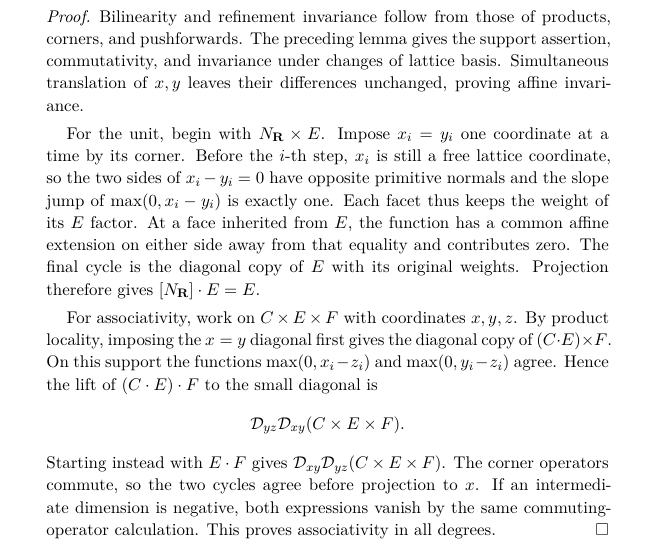 Proof. Bilinearity and refinement invariance follow from those of products,
corners, and pushforwards. The preceding lemma gives the support assertion,
commutativity, and invariance under changes of lattice basis. Simultaneous
translation of x, y leaves their differences unchanged, proving affine invari-
ance.
For the unit, begin with N_R × E. Impose x_i = y_i one coordinate at a
time by its corner. Before the i-th step, x_i is still a free lattice coordinate,
so the two sides of x_i − y_i = 0 have opposite primitive normals and the slope
jump of max(0, x_i − y_i) is exactly one. Each facet thus keeps the weight of
its E factor. At a face inherited from E, the function has a common affine
extension on either side away from that equality and contributes zero. The
final cycle is the diagonal copy of E with its original weights. Projection
therefore gives [N_R] · E = E.
For associativity, work on C × E × F with coordinates x, y, z. By product
locality, imposing the x = y diagonal first gives the diagonal copy of (C·E)×F.
On this support the functions max(0, x_i−z_i) and max(0, y_i−z_i) agree. Hence
the lift of (C · E) · F to the small diagonal is
𝒟_yz𝒟_xy(C × E × F).
Starting instead with E · F gives 𝒟_xy𝒟_yz(C × E × F). The corner operators
commute, so the two cycles agree before projection to x. If an intermedi-
ate dimension is negative, both expressions vanish by the same commuting-
operator calculation. This proves associativity in all degrees. □